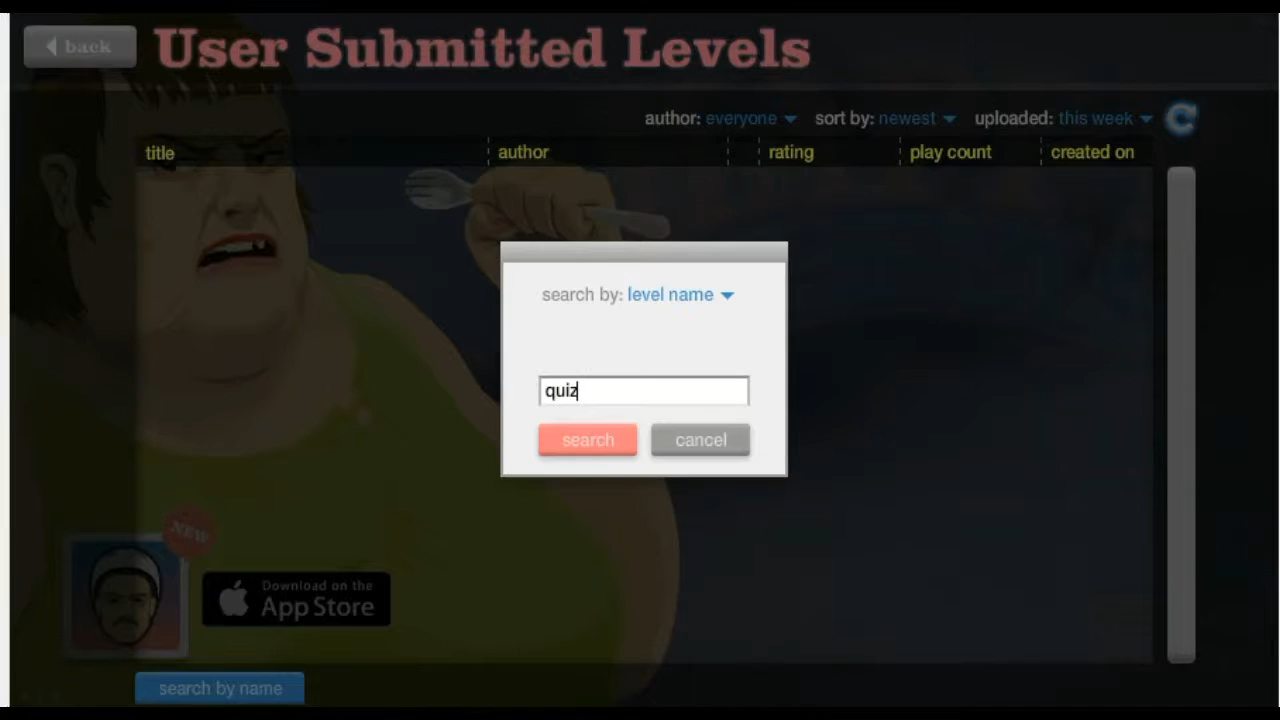 back
User Submitted Levels
author: everyone sort by: newest uploaded: this week
title author rating play count created on
search by: level name
quiz
search cancel
NEW
Download on the
App Store
search by name